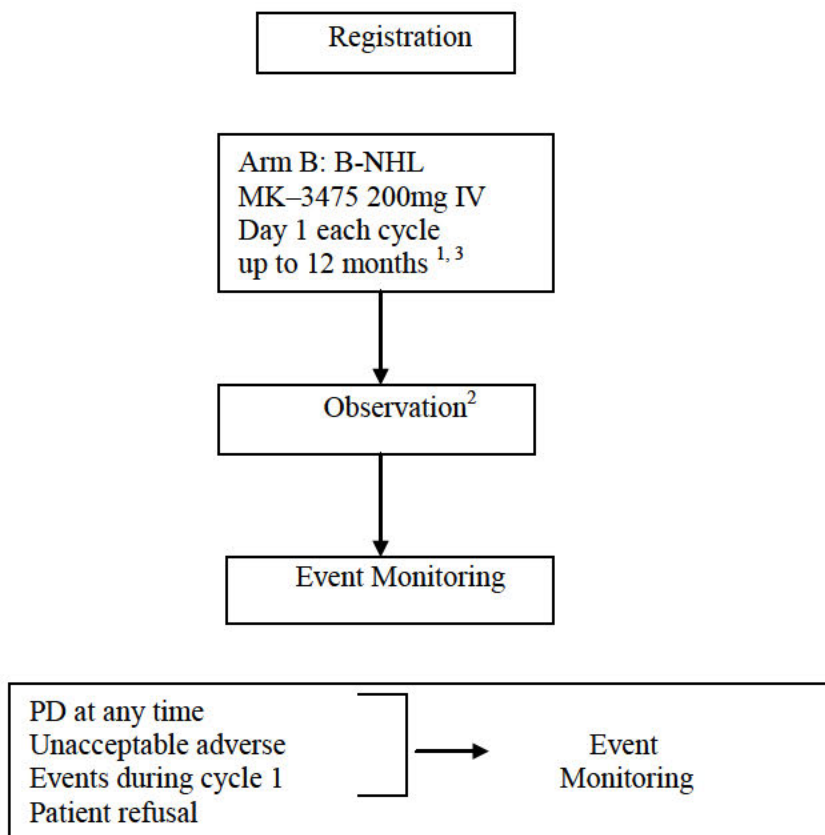 Registration
Arm B: B-NHL
MK–3475 200mg IV
Day 1 each cycle
up to 12 months 1, 3
Observation2
Event Monitoring
PD at any time
Unacceptable adverse
Events during cycle 1
Patient refusal
Event
Monitoring